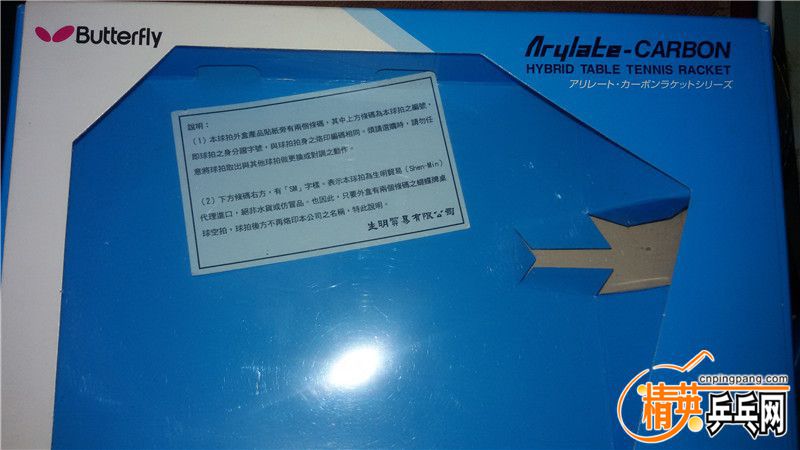 Butterfly
Arylate-CARBON
HYBRID TABLE TENNIS RACKET
アリレート・カーボンラケットシリーズ
說明：
（1）本球拍外盒產品貼紙旁有兩個條碼，其中上方條碼為本球拍之編號，
即球拍之身分證字號，與球拍拍身之烙印編碼相同。煩請選購時，請勿任
意將球拍取出與其他球拍做更換或對調之動作。
（2）下方條碼右方，有「SM」字樣。表示本球拍為生明貿易（Shen-Min）
代理進口，絕非水貨或仿冒品。也因此，只要外盒有兩個條碼之蝴蝶牌桌
球空拍，球拍後方不再烙印本公司之名稱，特此說明。
生明貿易有限公司
cnpingpang.com
精英乒乓网